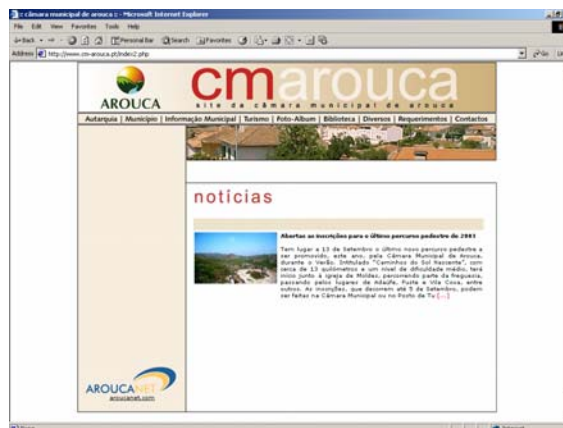 :: câmara municipal de arouca :: - Microsoft Internet Explorer
File Edit View Favorites Tools Help
Back Personal Bar Search Favorites
Address http://www.cm-arouca.pt/index2.php Go
AROUCA
cmarouca
site da câmara municipal de arouca
Autarquia | Município | Informação Municipal | Turismo | Foto-Album | Biblioteca | Diversos | Requerimentos | Contactos
notícias
Abertas as inscrições para o último percurso pedestre de 2003
Tem lugar a 13 de Setembro o último novo percurso pedestre a
ser promovido, este ano, pela Câmara Municipal de Arouca,
durante o Verão. Intitulado "Caminhos do Sol Nascente", com
cerca de 13 quilómetros e um nível de dificuldade médio, terá
início junto à igreja de Moldes, percorrendo parte da freguesia,
passando pelos lugares de Adaúfe, Fuste e Vila Cova, entre
outros. As inscrições, que decorrem até 5 de Setembro, podem
ser feitas na Câmara Municipal ou no Posto de Tu [...]
AROUCANET
aroucanet.com